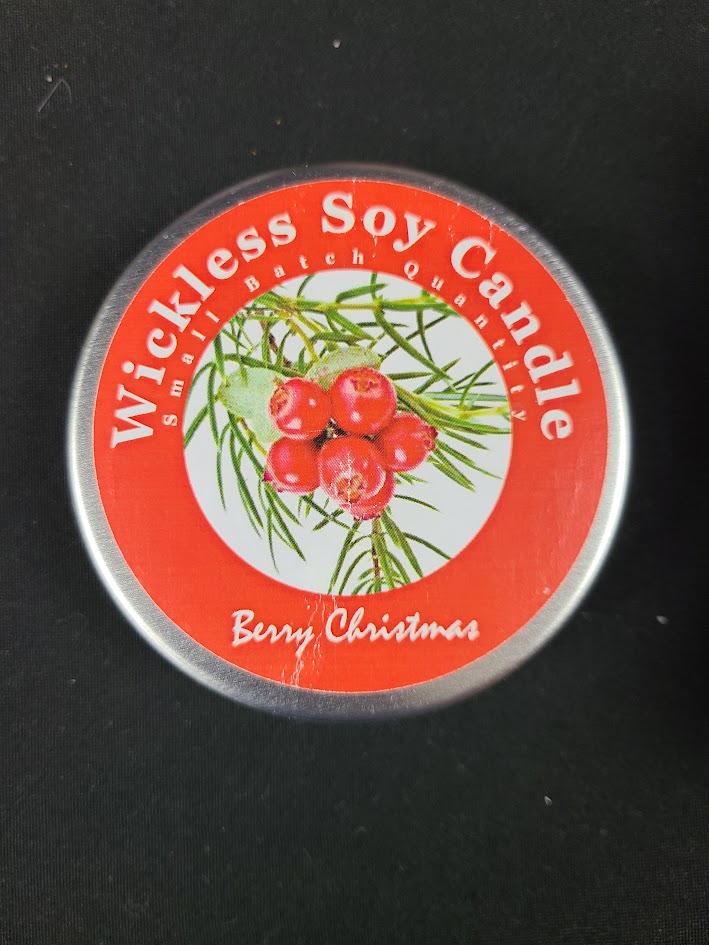 Wickless Soy Candle
Small Batch Quantity
Berry Christmas